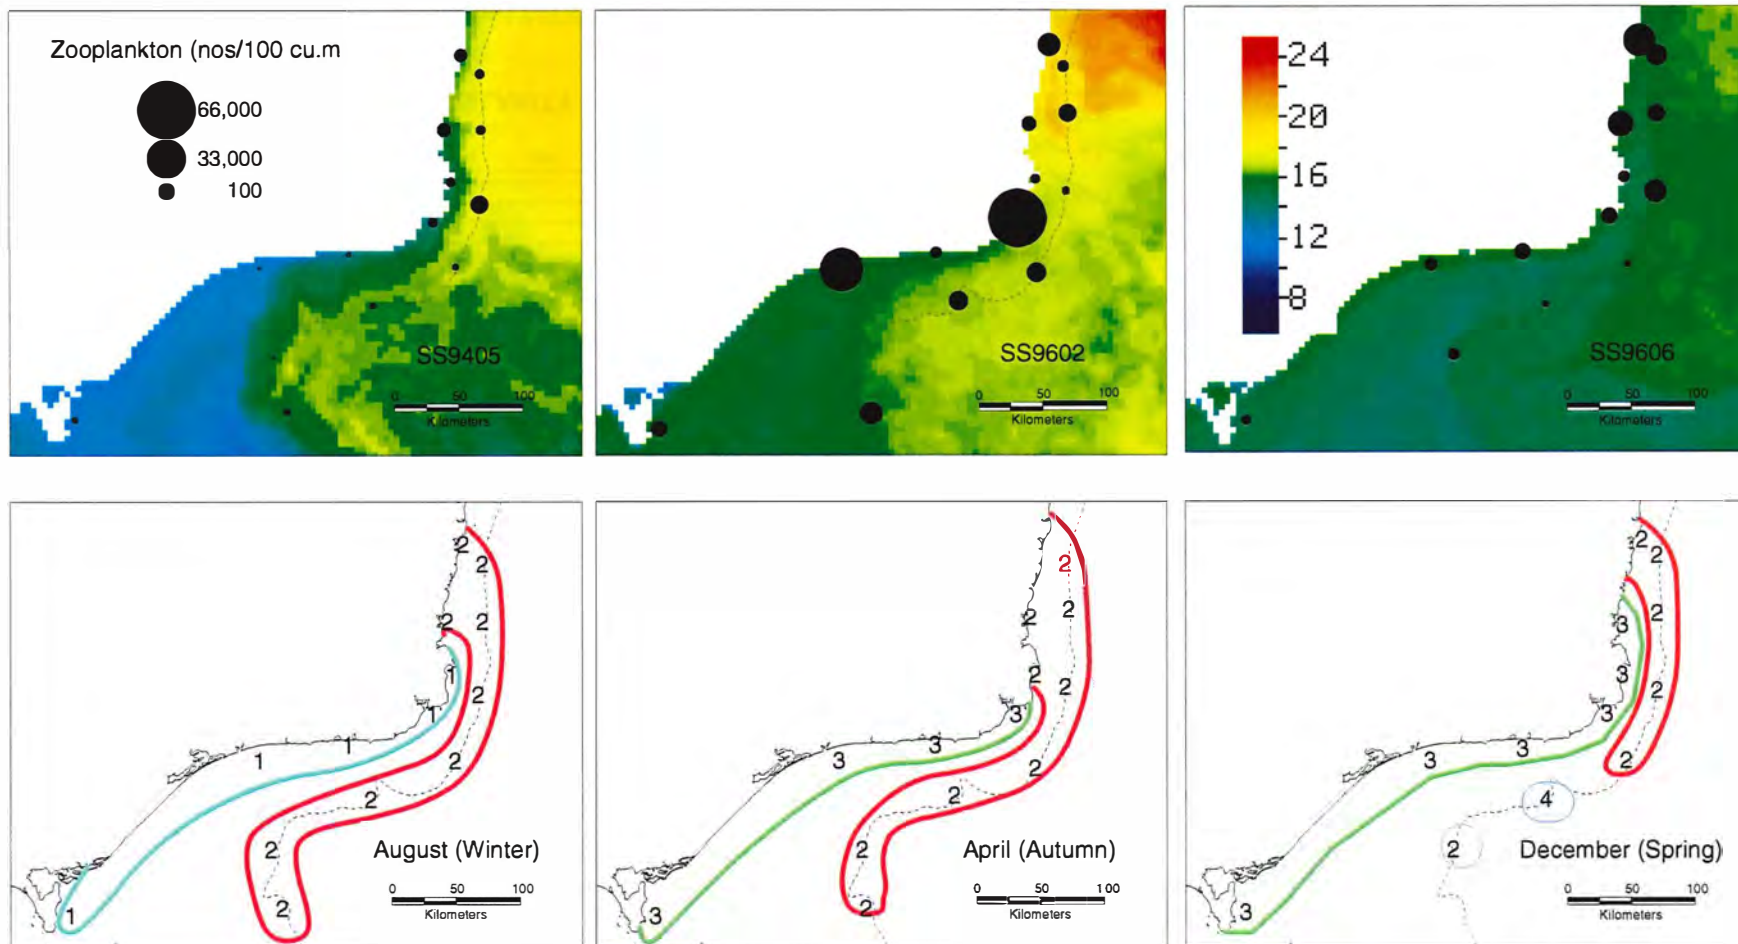 Zooplankton (nos/100 cu.m
66,000
33,000
100
SS9405
0 50 100
Kilometers
SS9602
0 50 100
Kilometers
24
20
16
12
8
SS9606
0 50 100
Kilometers
2
2
2
2
1
2
1
1
1
2
2
2
2
1
August (Winter)
0 50 100
Kilometers
2
2
2
2
2
3
3
3
2
2
2
2
3
April (Autumn)
0 50 100
Kilometers
2
2
3
2
3
2
3
3
3
2
4
2
3
December (Spring)
0 50 100
Kilometers